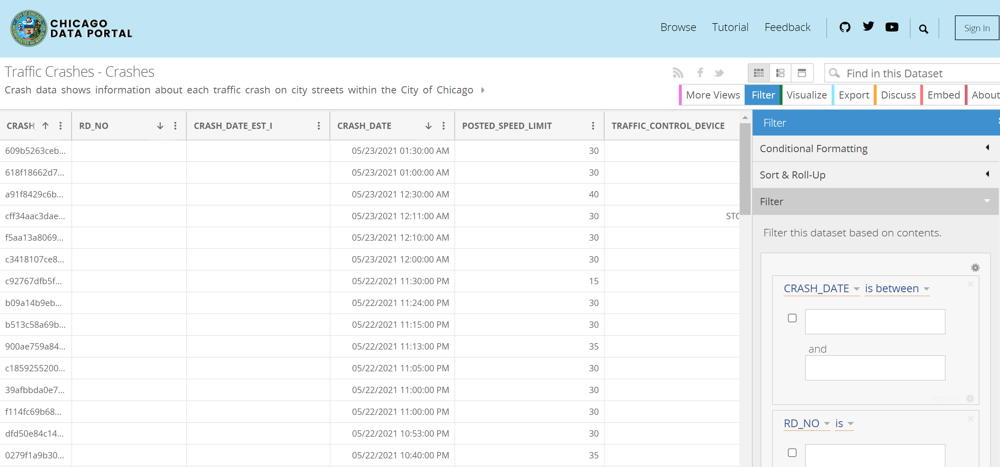 CITY OF CHICAGO
INCORPORATED 4th MARCH 1837
CHICAGO
DATA PORTAL
Browse Tutorial Feedback Sign In
Traffic Crashes - Crashes
Find in this Dataset
Crash data shows information about each traffic crash on city streets within the City of Chicago
More Views Filter Visualize Export Discuss Embed About
CRASH_ RD_NO CRASH_DATE_EST_I CRASH_DATE POSTED_SPEED_LIMIT TRAFFIC_CONTROL_DEVICE
609b5263ceb... 05/23/2021 01:30:00 AM 30
618f18662d7... 05/23/2021 01:00:00 AM 30
a91f8429c6b... 05/23/2021 12:30:00 AM 40
cff34aac3dae... 05/23/2021 12:11:00 AM 30 STO
f5aa13a8069... 05/23/2021 12:10:00 AM 30
c3418107ce8... 05/23/2021 12:00:00 AM 30
c92767dfb5f... 05/22/2021 11:30:00 PM 15
b09a14b9eb... 05/22/2021 11:24:00 PM 30
b513c58a69b... 05/22/2021 11:15:00 PM 30
900ae759a84... 05/22/2021 11:13:00 PM 35
c1859255200... 05/22/2021 11:05:00 PM 30
39afbbda0e7... 05/22/2021 11:00:00 PM 30
f114fc69b68... 05/22/2021 11:00:00 PM 30
dfd50e84c14... 05/22/2021 10:53:00 PM 30
0279f1a9b30... 05/22/2021 10:40:00 PM 35
Filter
Conditional Formatting
Sort & Roll-Up
Filter
Filter this dataset based on contents.
CRASH_DATE is between
and
options
RD_NO is